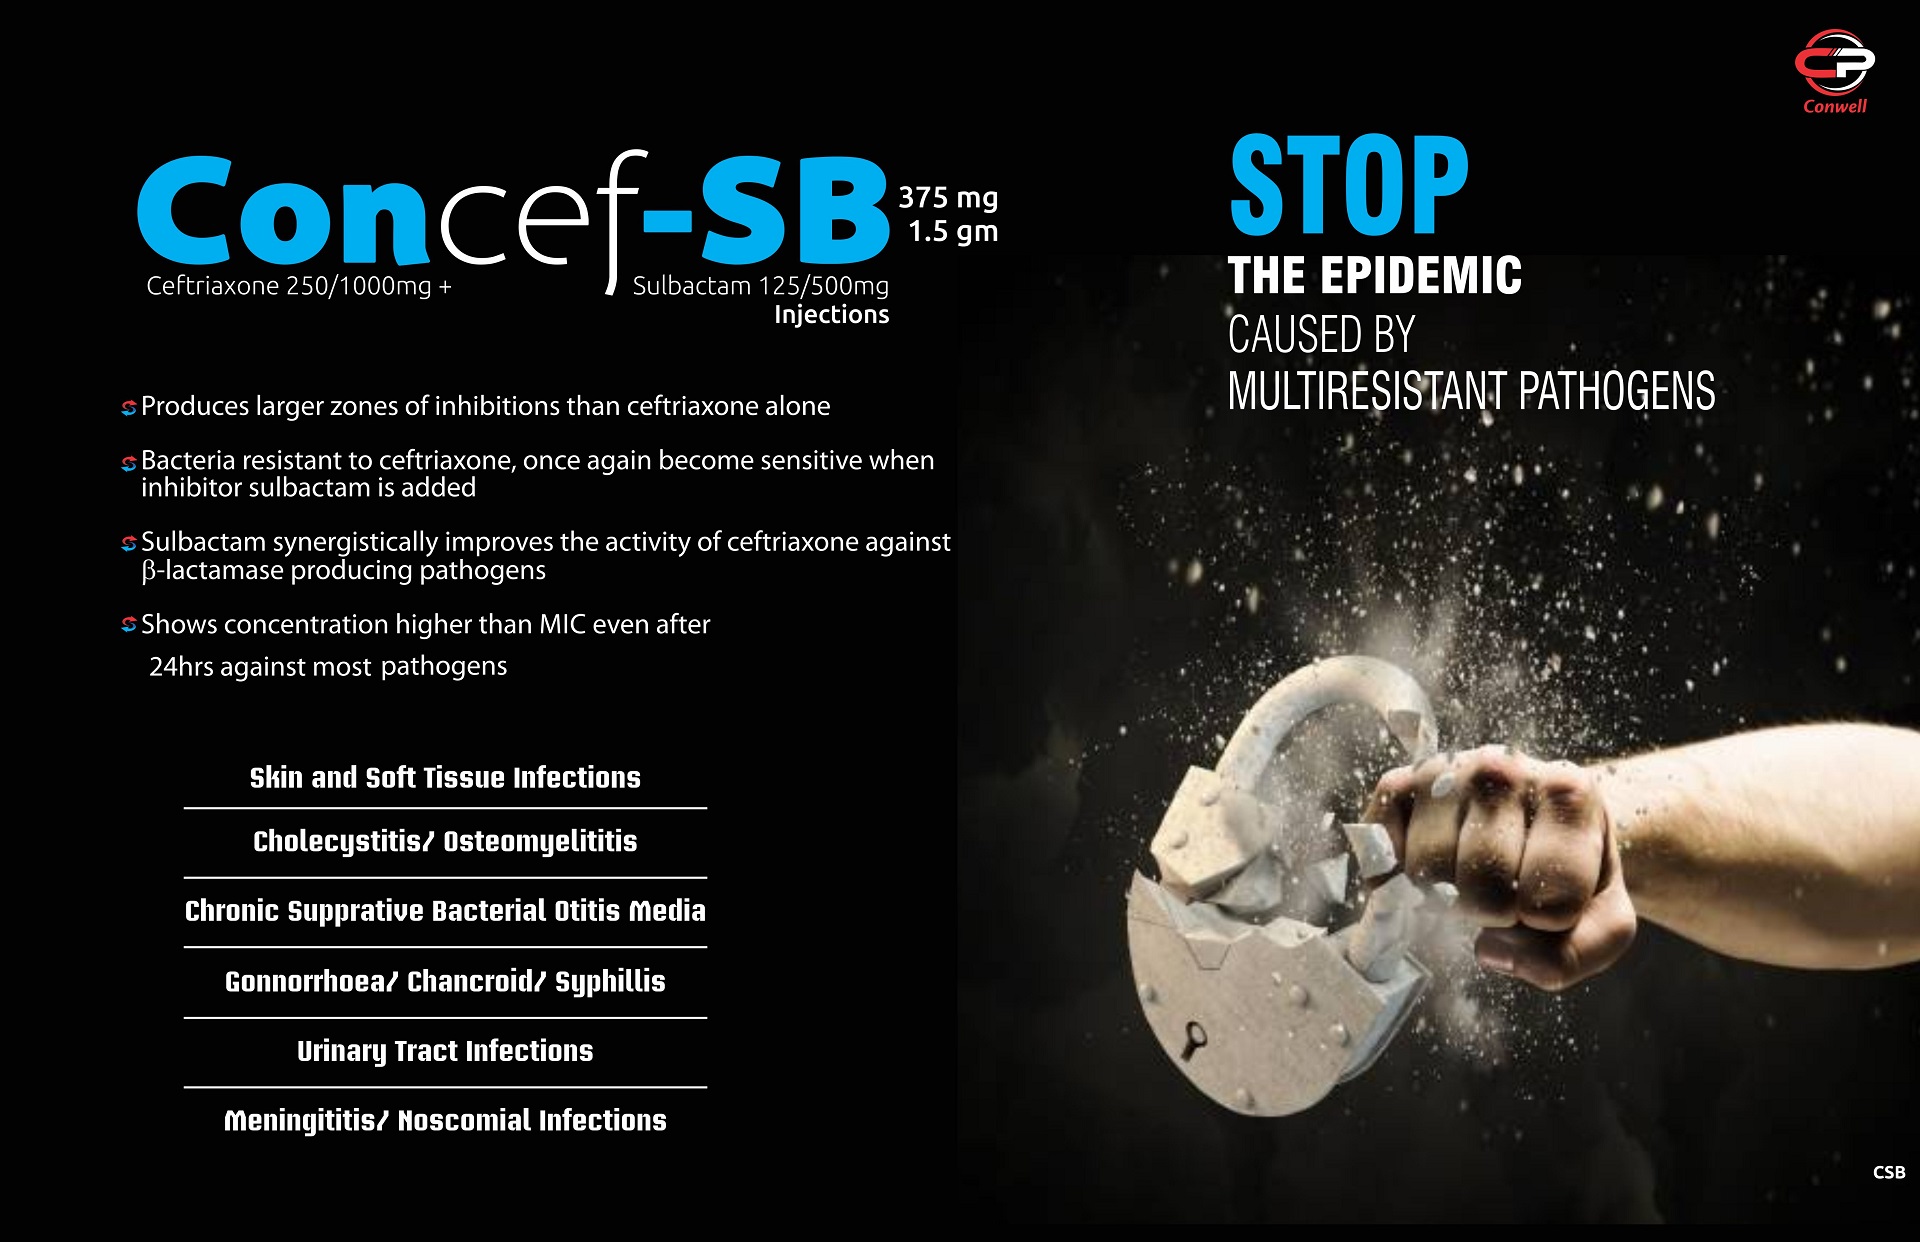 Conwell
Concef-SB
375 mg
1.5 gm
Ceftriaxone 250/1000mg +
Sulbactam 125/500mg
Injections
Produces larger zones of inhibitions than ceftriaxone alone
Bacteria resistant to ceftriaxone, once again become sensitive when
inhibitor sulbactam is added
Sulbactam synergistically improves the activity of ceftriaxone against
β-lactamase producing pathogens
Shows concentration higher than MIC even after
24hrs against most pathogens
Skin and Soft Tissue Infections
Cholecystitis/ Osteomyelititis
Chronic Supprative Bacterial Otitis Media
Gonnorrhoea/ Chancroid/ Syphillis
Urinary Tract Infections
Meningititis/ Noscomial Infections
STOP
THE EPIDEMIC
CAUSED BY
MULTIRESISTANT PATHOGENS
CSB